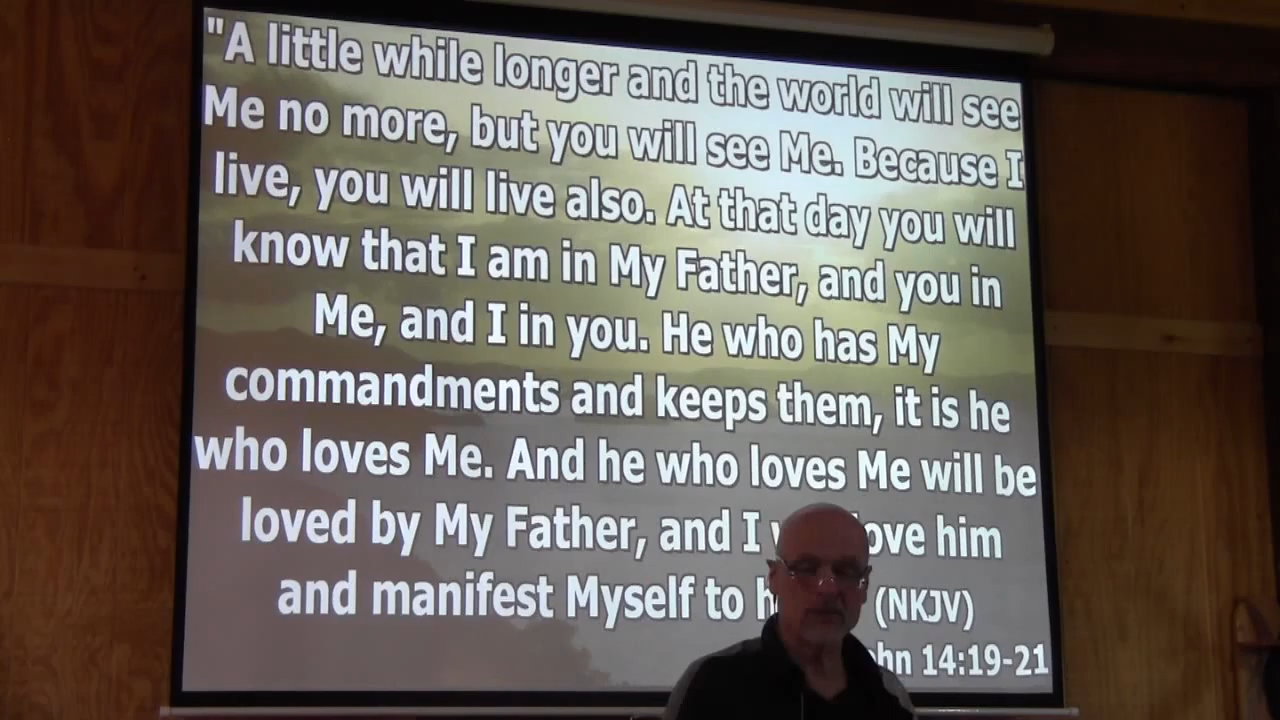 "A little while longer and the world will see
Me no more, but you will see Me. Because I
live, you will live also. At that day you will
know that I am in My Father, and you in
Me, and I in you. He who has My
commandments and keeps them, it is he
who loves Me. And he who loves Me will be
loved by My Father, and I him
and manifest Myself to (NKJV)
14:19-21